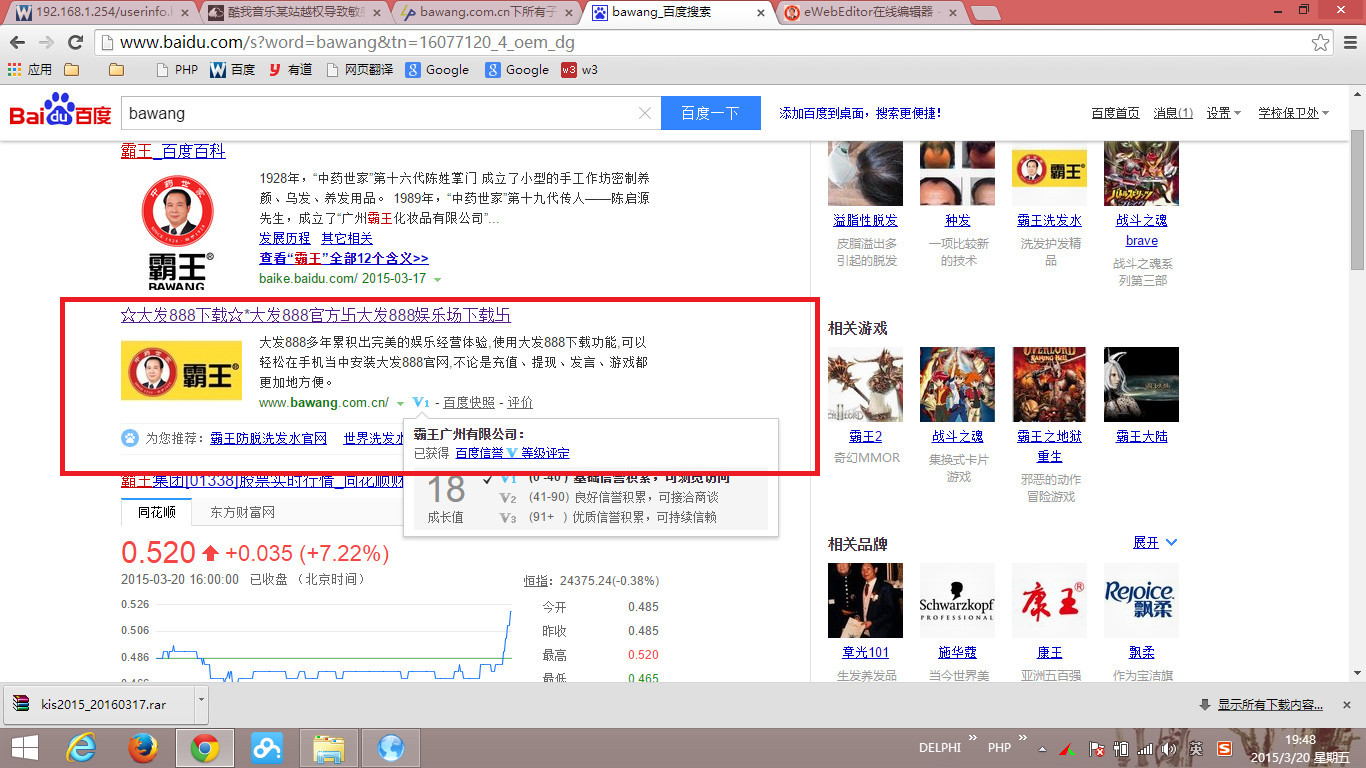 192.168.1.254/userinfo.l
酷我音乐某站越权导致敏
bawang.com.cn下所有子
bawang_百度搜索
eWebEditor在线编辑器 -
www.baidu.com/s?word=bawang&tn=16077120_4_oem_dg
应用 PHP 百度 有道 网页翻译 Google Google w3 w3
Bai du 百度 bawang 百度一下 添加百度到桌面，搜索更便捷！ 百度首页 消息(1) 设置 学校保卫处
霸王_百度百科
中药世家
霸王®
BAWANG
1928年，“中药世家”第十六代陈姓掌门 成立了小型的手工作坊密制养
颜、乌发、养发用品。 1989年，“中药世家”第十九代传人——陈启源
先生，成立了“广州霸王化妆品有限公司”...
发展历程 其它相关
查看“霸王”全部12个含义>>
baike.baidu.com/ 2015-03-17
☆大发888下载☆*大发888官方卐大发888娱乐场下载卐
霸王®
大发888多年累积出完美的娱乐经营体验,使用大发888下载功能,可以
轻松在手机当中安装大发888官网,不论是充值、提现、发言、游戏都
更加地方便。
www.bawang.com.cn/ V1 - 百度快照 - 评价
为您推荐： 霸王防脱洗发水官网 世界洗发水
霸王广州有限公司：
已获得 百度信誉 V 等级评定
18
成长值
V1 (0 -40 ) 基础信誉积累，可浏览访问
V2 (41-90) 良好信誉积累，可接洽商谈
V3 (91+ ) 优质信誉积累，可持续信赖
霸王集团[01338]股票实时行情_同花顺财
同花顺 东方财富网
0.520 +0.035 (+7.22%)
2015-03-20 16:00:00 已收盘 （北京时间） 恒指：24375.24(-0.38%)
0.526
0.506
0.486
0.466
今开 0.485
昨收 0.485
最高 0.520
最低 0.465
霸王
溢脂性脱发 种发 霸王洗发水 战斗之魂
brave
皮脂溢出多
引起的脱发
一项比较新
的技术
洗发护发精
品
战斗之魂系
列第三部
相关游戏
OVERLORD
RAISING HELL
霸王2 战斗之魂 霸王之地狱
重生
霸王大陆
奇幻MMOR
集换式卡片
游戏
邪恶的动作
冒险游戏
相关品牌 展开
Schwarzkopf
PROFESSIONAL
康王®
Rejoice
飘柔
章光101 施华蔻 康王 飘柔
生发养发品 当今世界美 亚洲五百强 作为宝洁旗
kis2015_20160317.rar 显示所有下载内容...
DELPHI PHP 英 S
19:48
2015/3/20 星期五